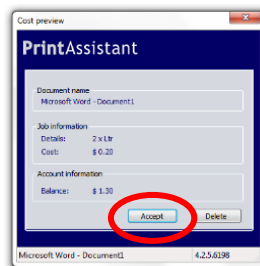 Cost preview
PrintAssistant
Document name
Microsoft Word - Document1
Job information
Details: 2 x Ltr
Cost: $ 0.20
Account information
Balance: $ 1.30
Accept Delete
Microsoft Word - Document1 4.2.5.6198